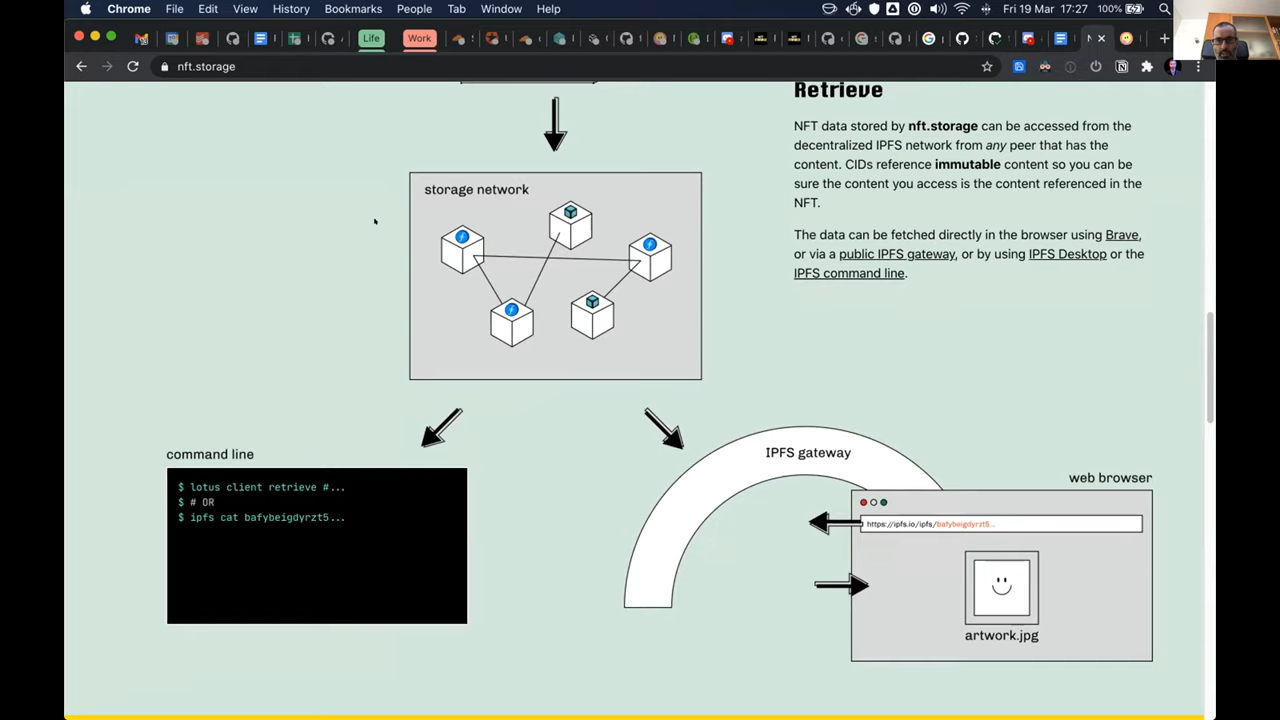 Chrome File Edit View History Bookmarks People Tab Window Help
Fri 19 Mar 17:27 100%
Life Work
nft.storage
Retrieve
NFT data stored by nft.storage can be accessed from the
decentralized IPFS network from any peer that has the
content. CIDs reference immutable content so you can be
sure the content you access is the content referenced in the
NFT.
The data can be fetched directly in the browser using Brave,
or via a public IPFS gateway, or by using IPFS Desktop or the
IPFS command line.
storage network
command line
$ lotus client retrieve #...
$ # OR
$ ipfs cat bafybeigdyrzt5...
IPFS gateway
web browser
https://ipfs.io/ipfs/bafybeigdyrzt5...
artwork.jpg